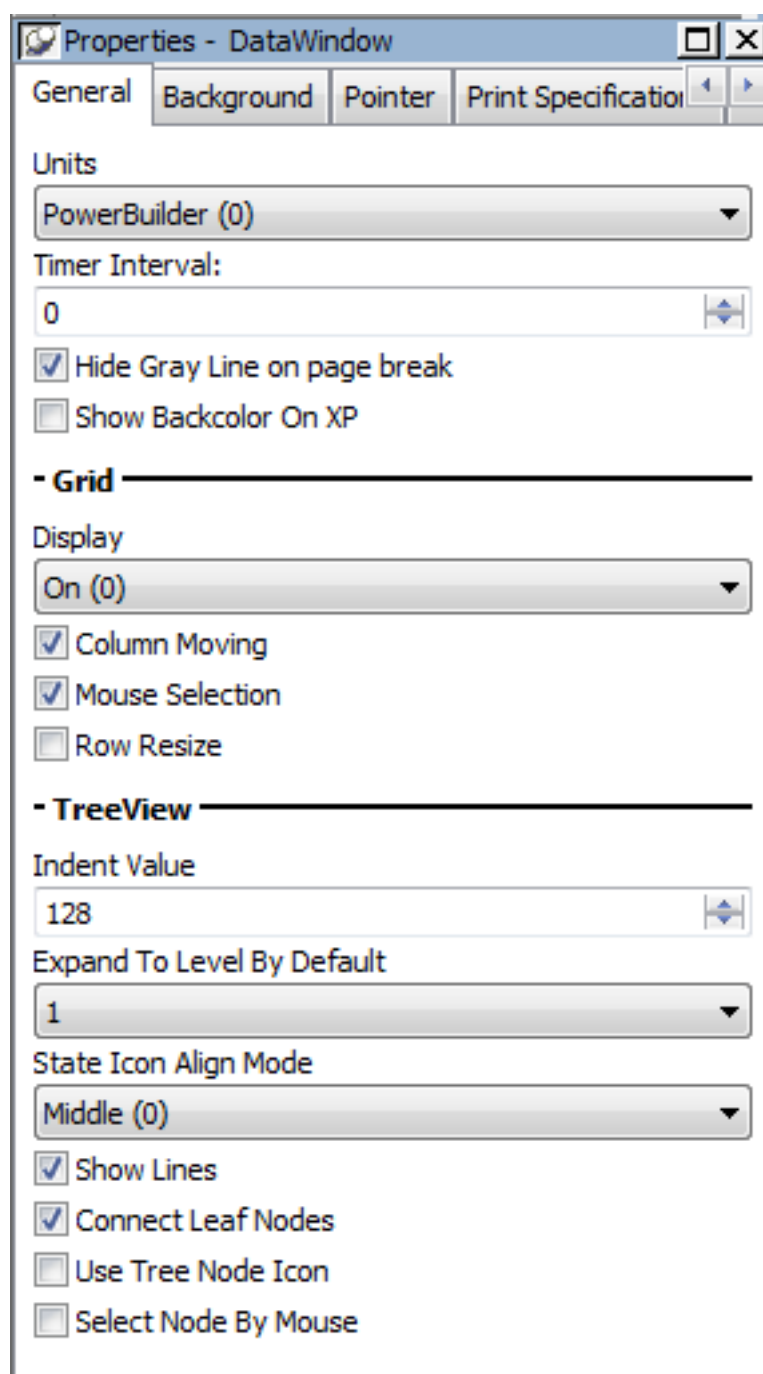 Properties - DataWindow
General Background Pointer Print Specification
Units
PowerBuilder (0)
Timer Interval:
0
Hide Gray Line on page break
Show Backcolor On XP
- Grid
Display
On (0)
Column Moving
Mouse Selection
Row Resize
- TreeView
Indent Value
128
Expand To Level By Default
1
State Icon Align Mode
Middle (0)
Show Lines
Connect Leaf Nodes
Use Tree Node Icon
Select Node By Mouse